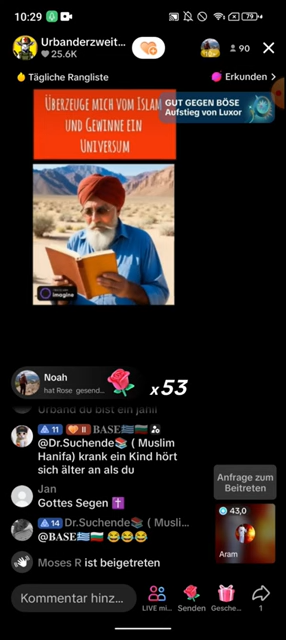 10:29
79
Urbanderzweit...
25.6K
90
Tägliche Rangliste
Erkunden >
ÜBERZEUGE MICH VOM ISLAM
UND GEWINNE EIN
UNIVERSUM
GUT GEGEN BÖSE
Aufstieg von Luxor
imagine
Noah
hat Rose gesend...
x53
Urband du bist ein
11 II BASE
@Dr.Suchende📚 ( Muslim
Hanifa) krank ein Kind hört
sich älter an als du
Jan
Gottes Segen ✝️
14 Dr.Suchende📚 ( Musli...
@BASE 😂😂😂
Moses R ist beigetreten
Anfrage zum
Beitreten
43,0
Aram
Kommentar hinz...
LIVE mi...
Senden
Gesche...
1